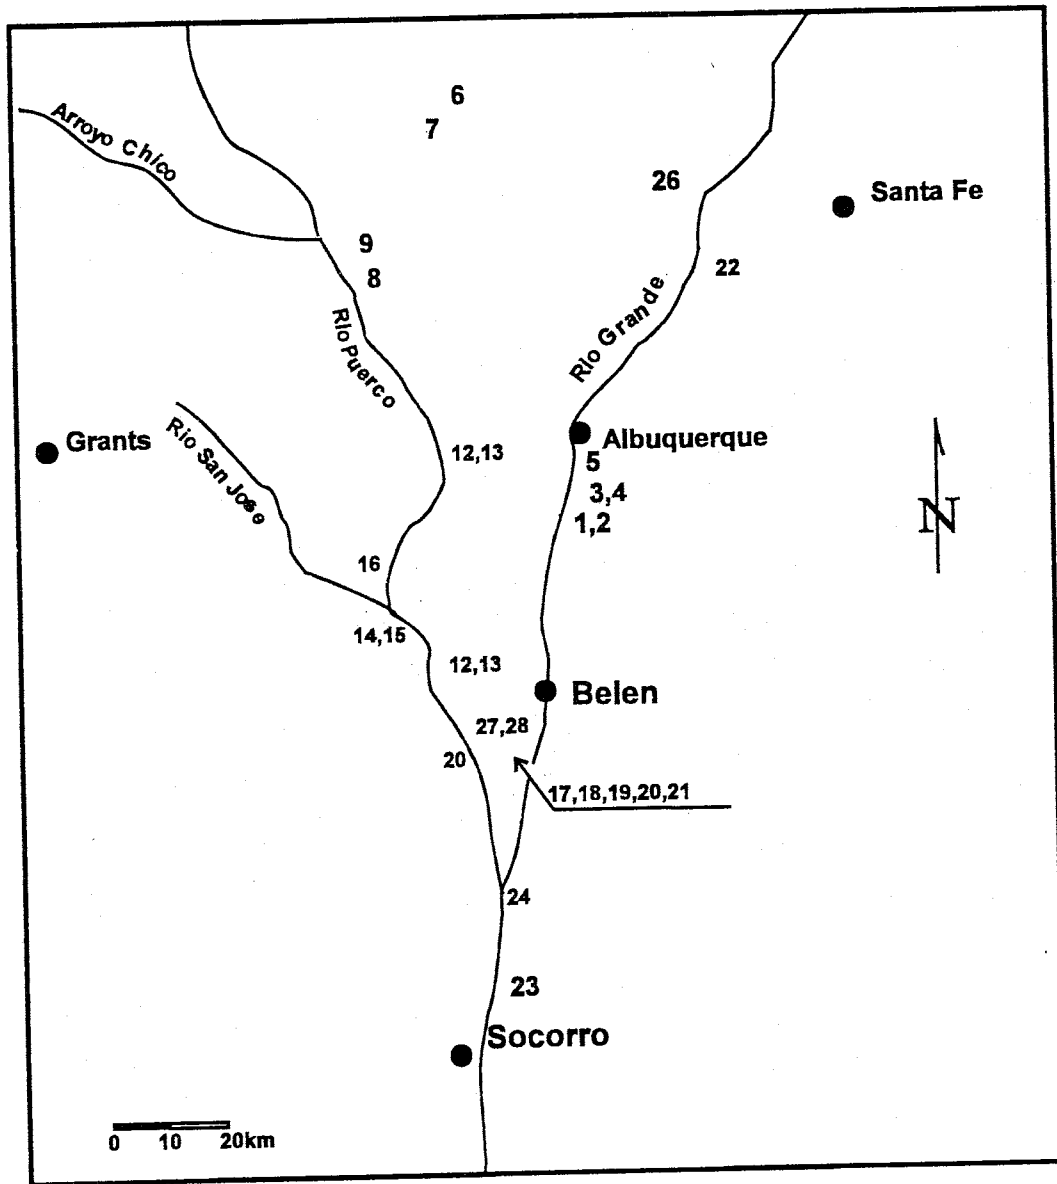 6
7
Arroyo Chico
26
Santa Fe
9
8
22
Rio Puerco
Rio Grande
Grants
Rio San Jose
12,13
Albuquerque
5
3,4
1,2
N
16
14,15
12,13
Belen
27,28
20
17,18,19,20,21
24
23
Socorro
0 10 20km